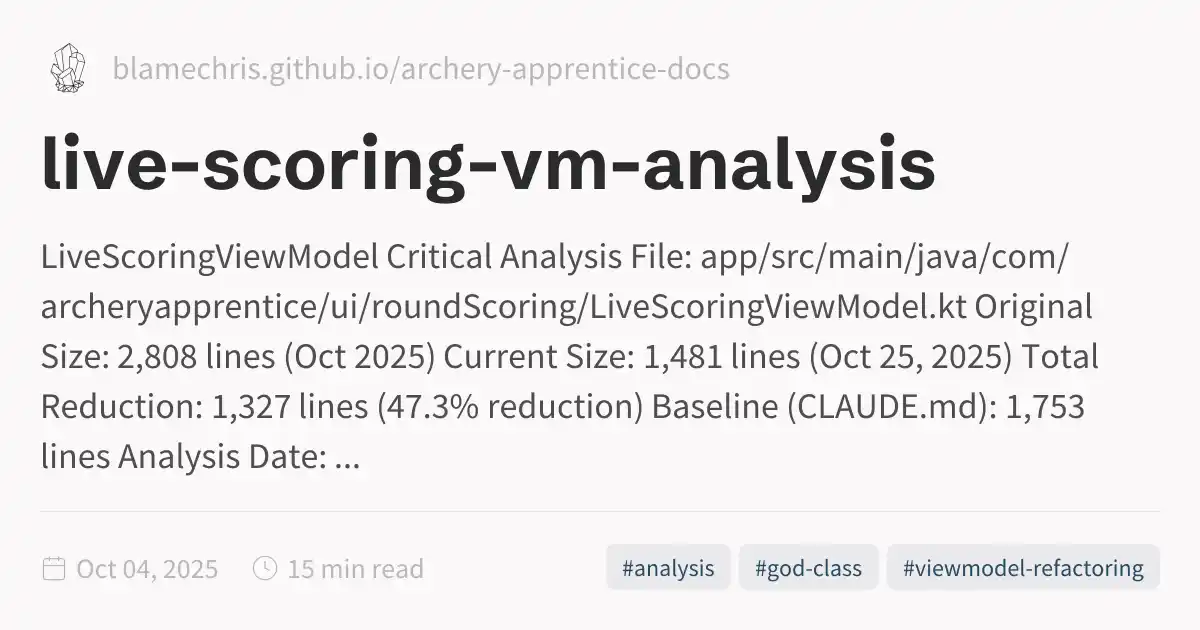 blamechris.github.io/archery-apprentice-docs
live-scoring-vm-analysis
LiveScoringViewModel Critical Analysis File: app/src/main/java/com/
archeryapprentice/ui/roundScoring/LiveScoringViewModel.kt Original
Size: 2,808 lines (Oct 2025) Current Size: 1,481 lines (Oct 25, 2025) Total
Reduction: 1,327 lines (47.3% reduction) Baseline (CLAUDE.md): 1,753
lines Analysis Date: ...
Oct 04, 2025 15 min read #analysis #god-class #viewmodel-refactoring